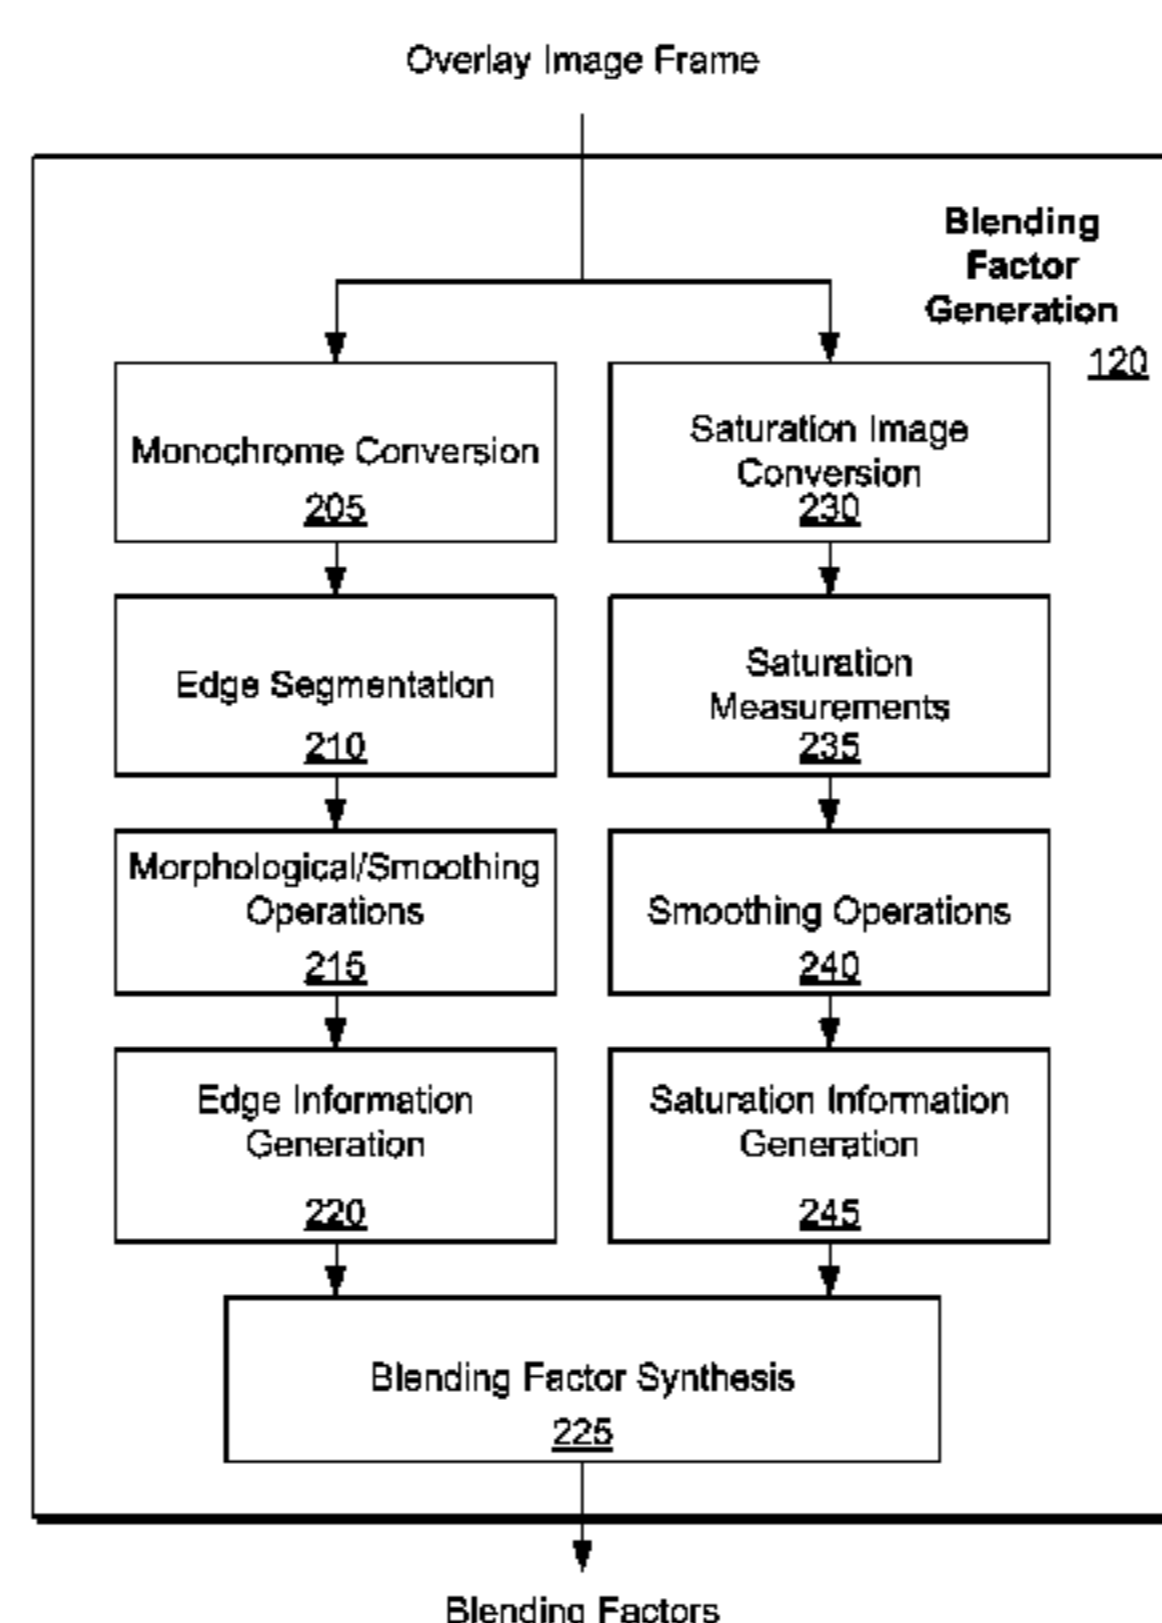 Overlay Image Frame
Blending
Factor
Generation
120
Monochrome Conversion
205
Saturation Image
Conversion
230
Edge Segmentation
210
Saturation
Measurements
235
Morphological/Smoothing
Operations
215
Smoothing Operations
240
Edge Information
Generation
220
Saturation Information
Generation
245
Blending Factor Synthesis
225
Blending Factors